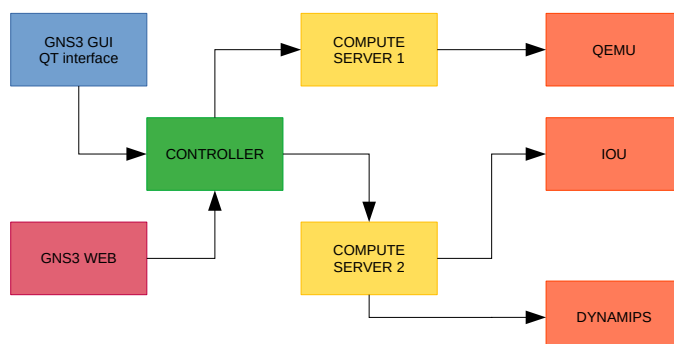 GNS3 GUI
QT interface
COMPUTE
SERVER 1
QEMU
CONTROLLER
IOU
GNS3 WEB
COMPUTE
SERVER 2
DYNAMIPS